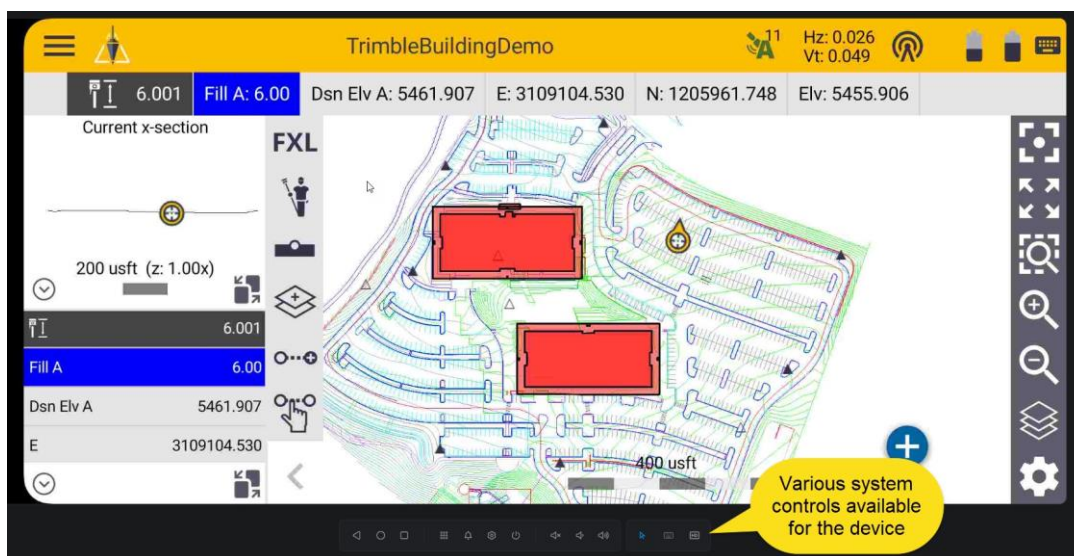 TrimbleBuildingDemo
11
Hz: 0.026
Vt: 0.049
6.001
Fill A: 6.00
Dsn Elv A: 5461.907
E: 3109104.530
N: 1205961.748
Elv: 5455.906
Current x-section
200 usft (z: 1.00x)
6.001
Fill A 6.00
Dsn Elv A 5461.907
E 3109104.530
FXL
400 usft
Various system
controls available
for the device